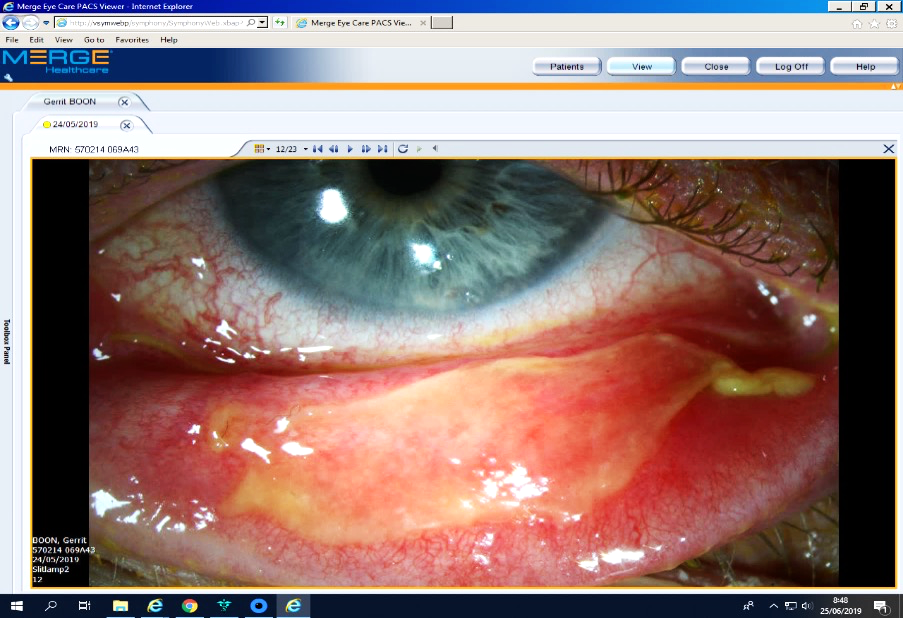 Merge Eye Care PACS Viewer - Internet Explorer
http://vsymwebp/symphony/SymphonyWeb.xbap
Merge Eye Care PACS Vie...
File Edit View Go to Favorites Help
MERGE
Healthcare
Patients View Close Log Off Help
Gerrit BOON
24/05/2019
MRN: 570214 069A43
12/23
Toolbox Panel
BOON, Gerrit
570214 069A43
24/05/2019
Slitlamp2
12
8:48
25/06/2019
1